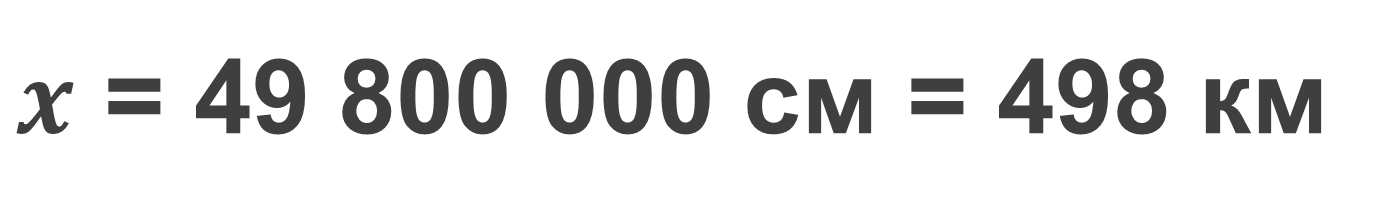 x = 49 800 000 см = 498 км